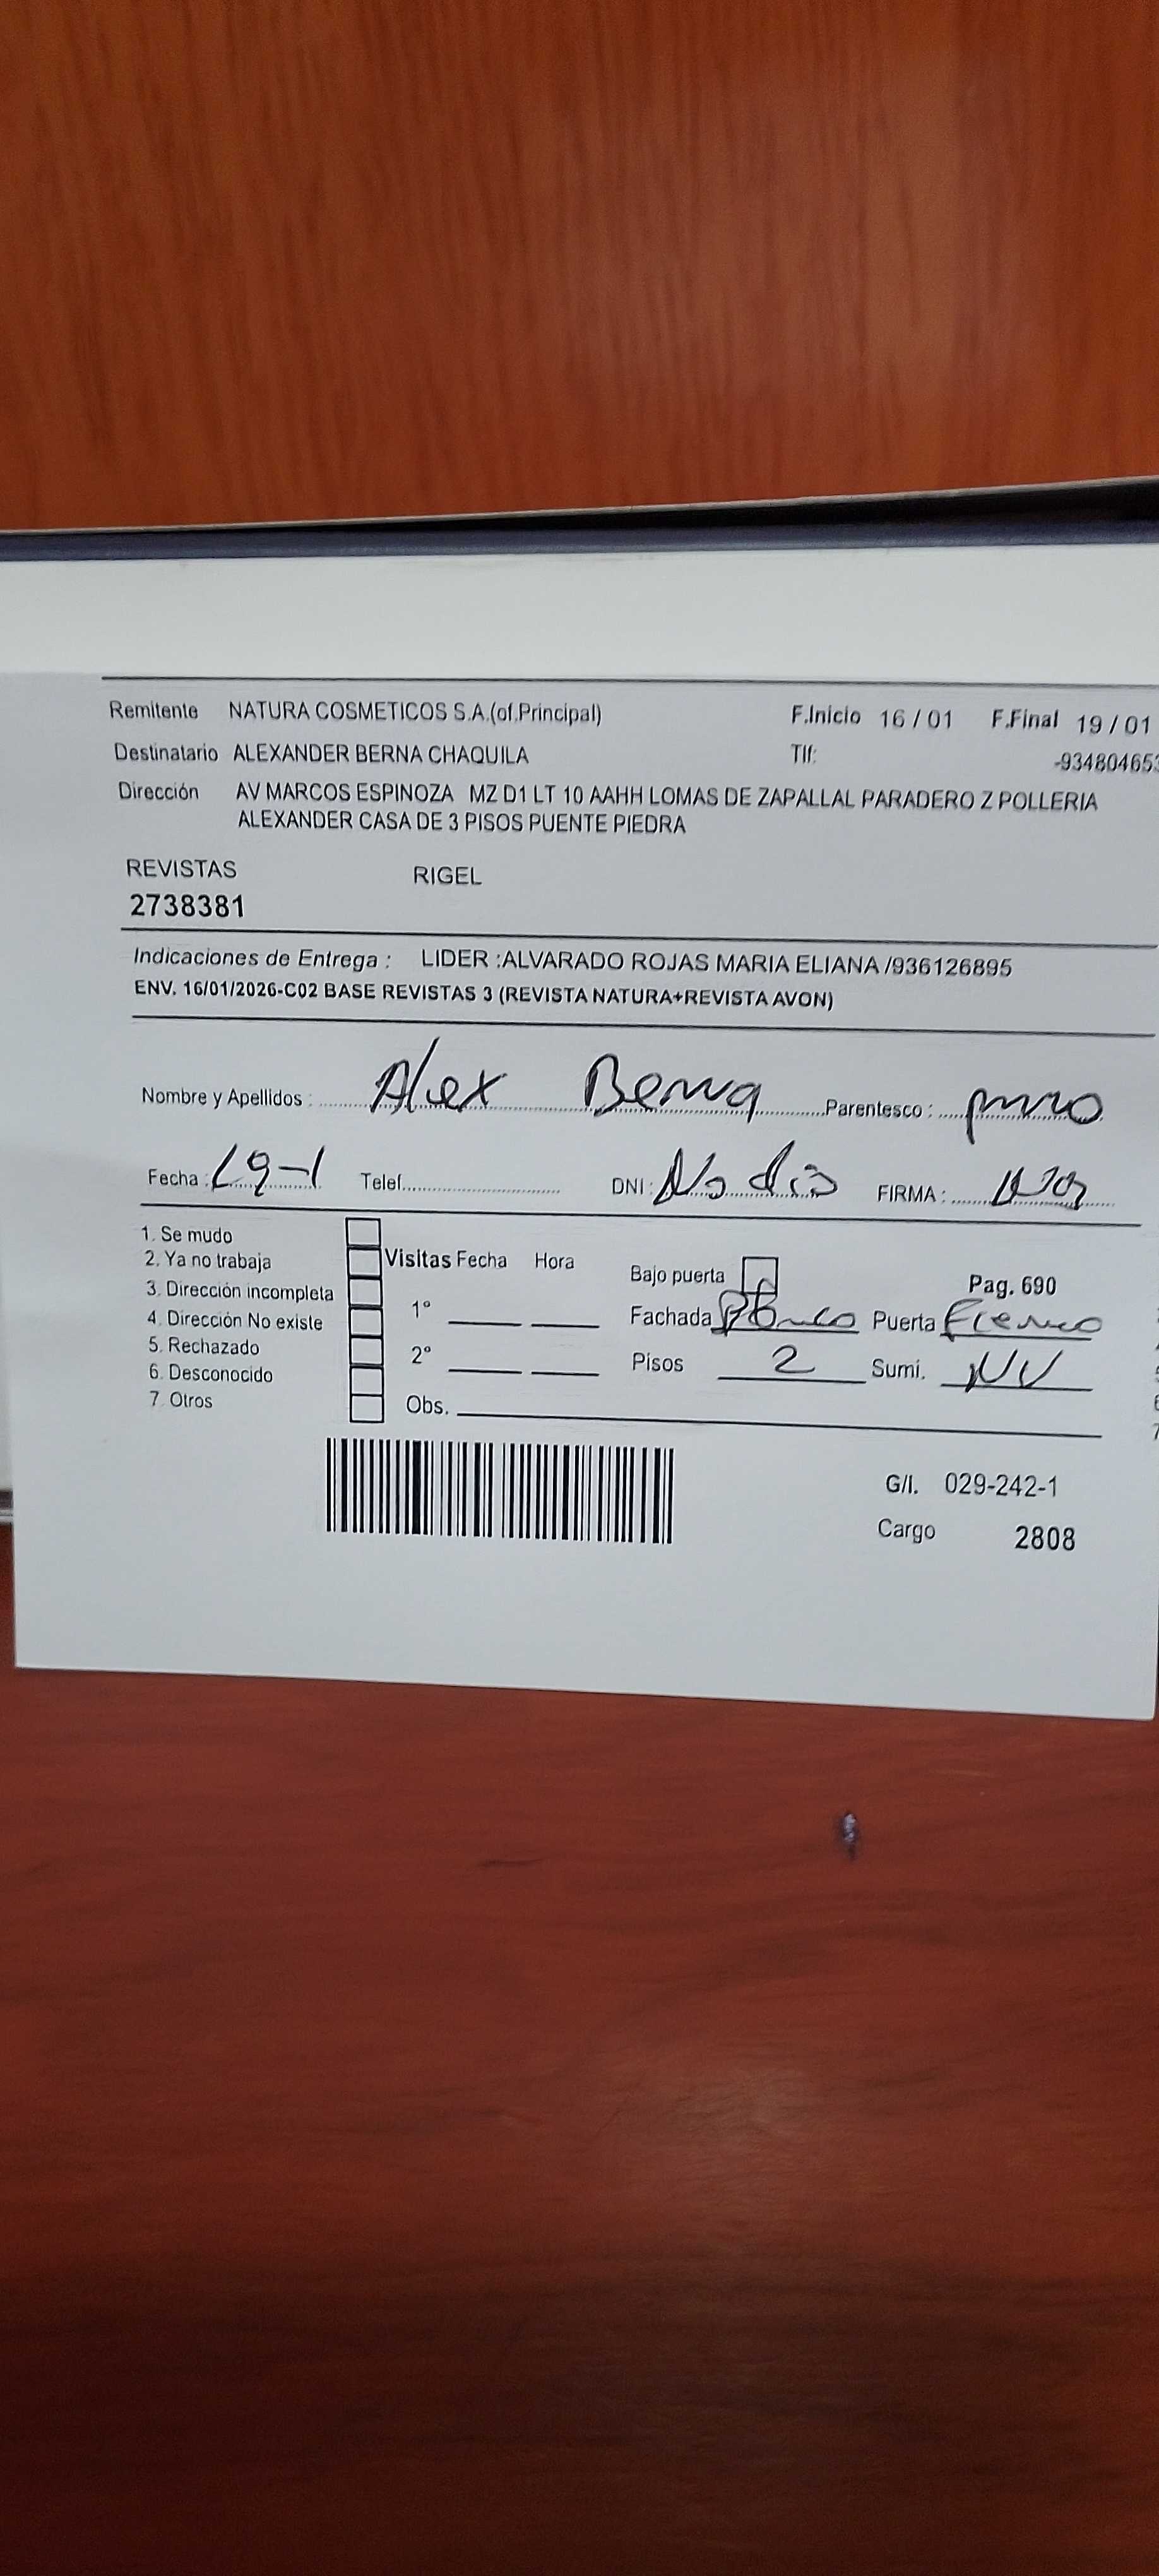 Remitente NATURA COSMETICOS S.A.(of.Principal) F.Inicio 16 / 01 F.Final 19 / 01
Destinatario ALEXANDER BERNA CHAQUILA Tlf: -93480465
Dirección AV MARCOS ESPINOZA MZ D1 LT 10 AAHH LOMAS DE ZAPALLAL PARADERO Z POLLERIA
ALEXANDER CASA DE 3 PISOS PUENTE PIEDRA
REVISTAS RIGEL
2738381
Indicaciones de Entrega : LIDER :ALVARADO ROJAS MARIA ELIANA /936126895
ENV. 16/01/2026-C02 BASE REVISTAS 3 (REVISTA NATURA+REVISTA AVON)
Nombre y Apellidos : Alex Berna Parentesco :
Fecha : 19-1 Telef. DNI : No dio FIRMA :
1. Se mudo
2. Ya no trabaja Visitas Fecha Hora Bajo puerta Pag. 690
3. Dirección incompleta 1° Fachada Puerta
4. Dirección No existe
5. Rechazado 2° Pisos 2 Sumi. NV
6. Desconocido
7. Otros Obs.
G/I. 029-242-1
Cargo 2808